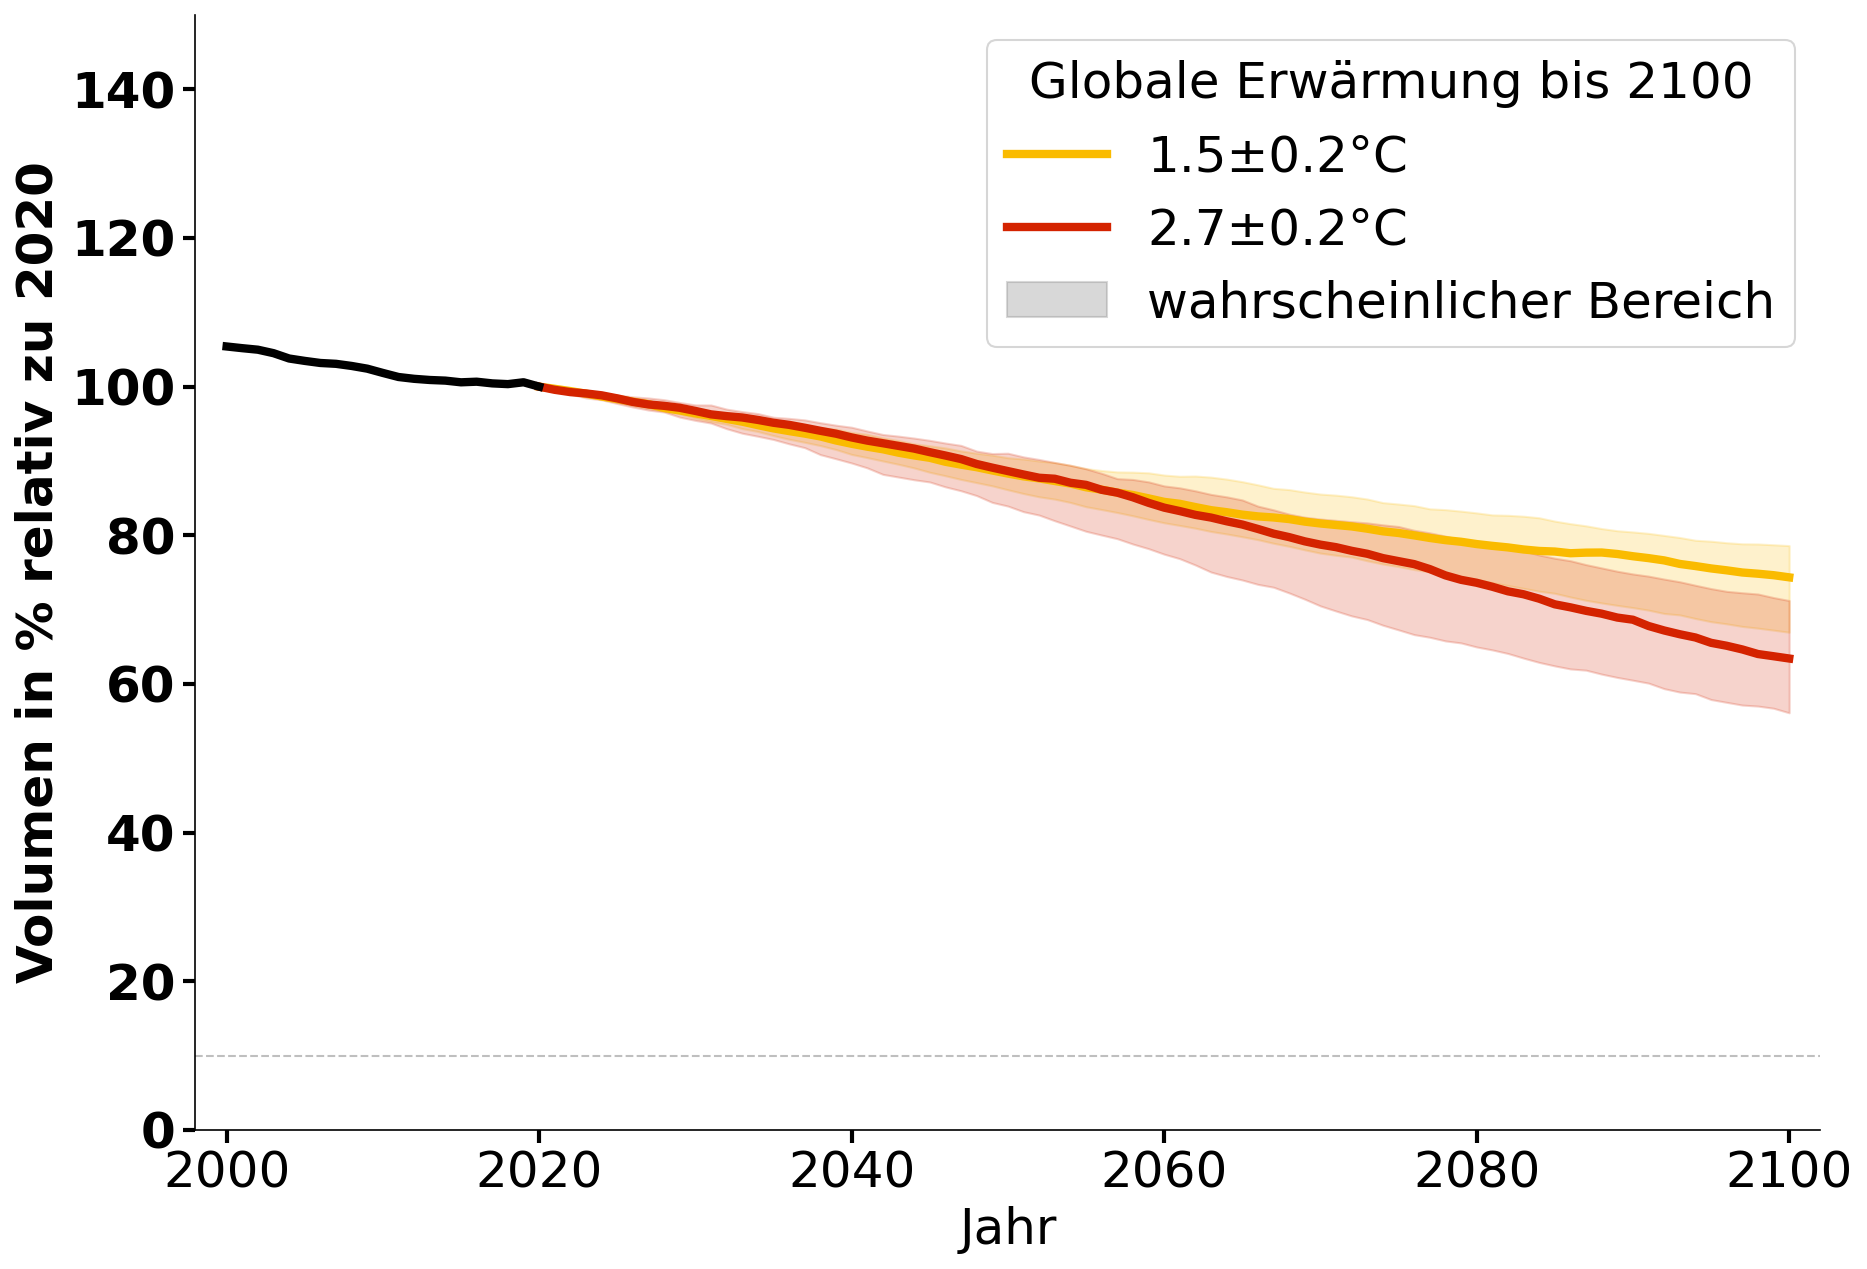 Globale Erwärmung bis 2100
1.5±0.2°C
2.7±0.2°C
wahrscheinlicher Bereich
Volumen in % relativ zu 2020
140
120
100
80
60
40
20
0
2000 2020 2040 2060 2080 2100
Jahr